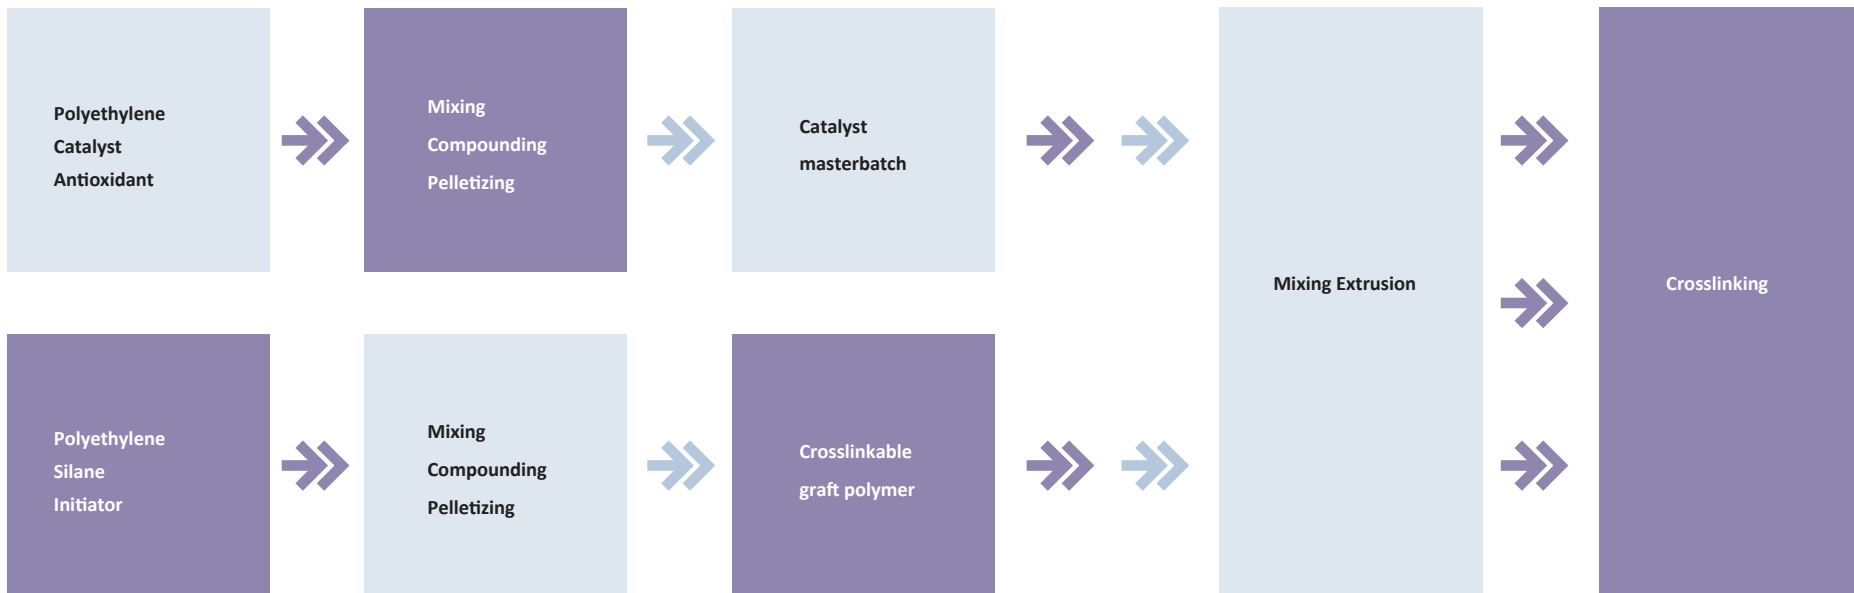 Polyethylene
Catalyst
Antioxidant
Mixing
Compounding
Pelletizing
Catalyst
masterbatch
Polyethylene
Silane
Initiator
Mixing
Compounding
Pelletizing
Crosslinkable
graft polymer
Mixing Extrusion
Crosslinking